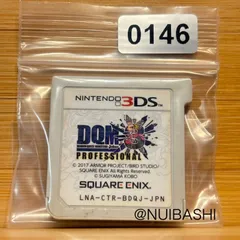 0146
NINTENDO 3DS
DQM
PROFESSIONAL
© 2017 ARMOR PROJECT/BIRD STUDIO/
SQUARE ENIX All Rights Reserved.
© SUGIYAMA KOBO
SQUARE ENIX
LNA-CTR-BDQJ-JPN
@NUIBASHI